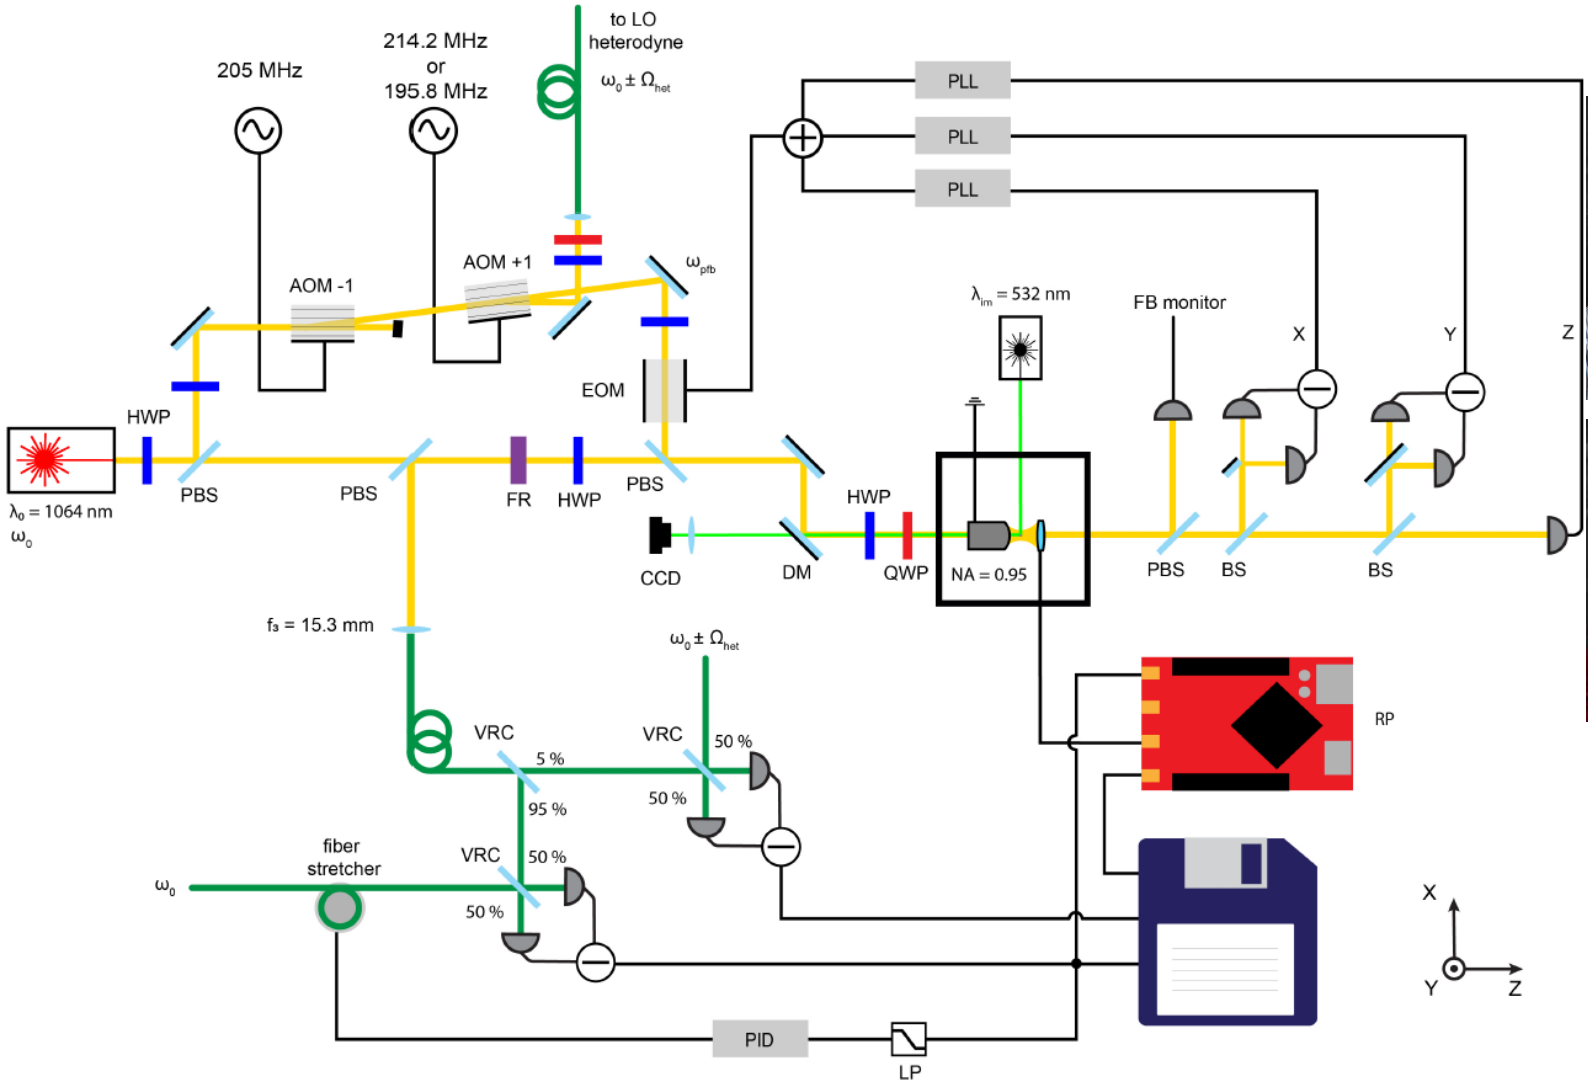 to LO
heterodyne
ω₀ ± Ωhet
214.2 MHz
or
195.8 MHz
205 MHz
PLL
PLL
PLL
AOM +1
AOM -1
ωpfb
λim = 532 nm
FB monitor
X
Y
Z
EOM
HWP
PBS
PBS
FR
HWP
PBS
λ₀ = 1064 nm
ω₀
HWP
CCD
DM
QWP
NA = 0.95
PBS
BS
BS
f₃ = 15.3 mm
ω₀ ± Ωhet
VRC
5 %
VRC
50 %
50 %
95 %
RP
fiber
stretcher
VRC
50 %
50 %
ω₀
X
Y
Z
PID
LP